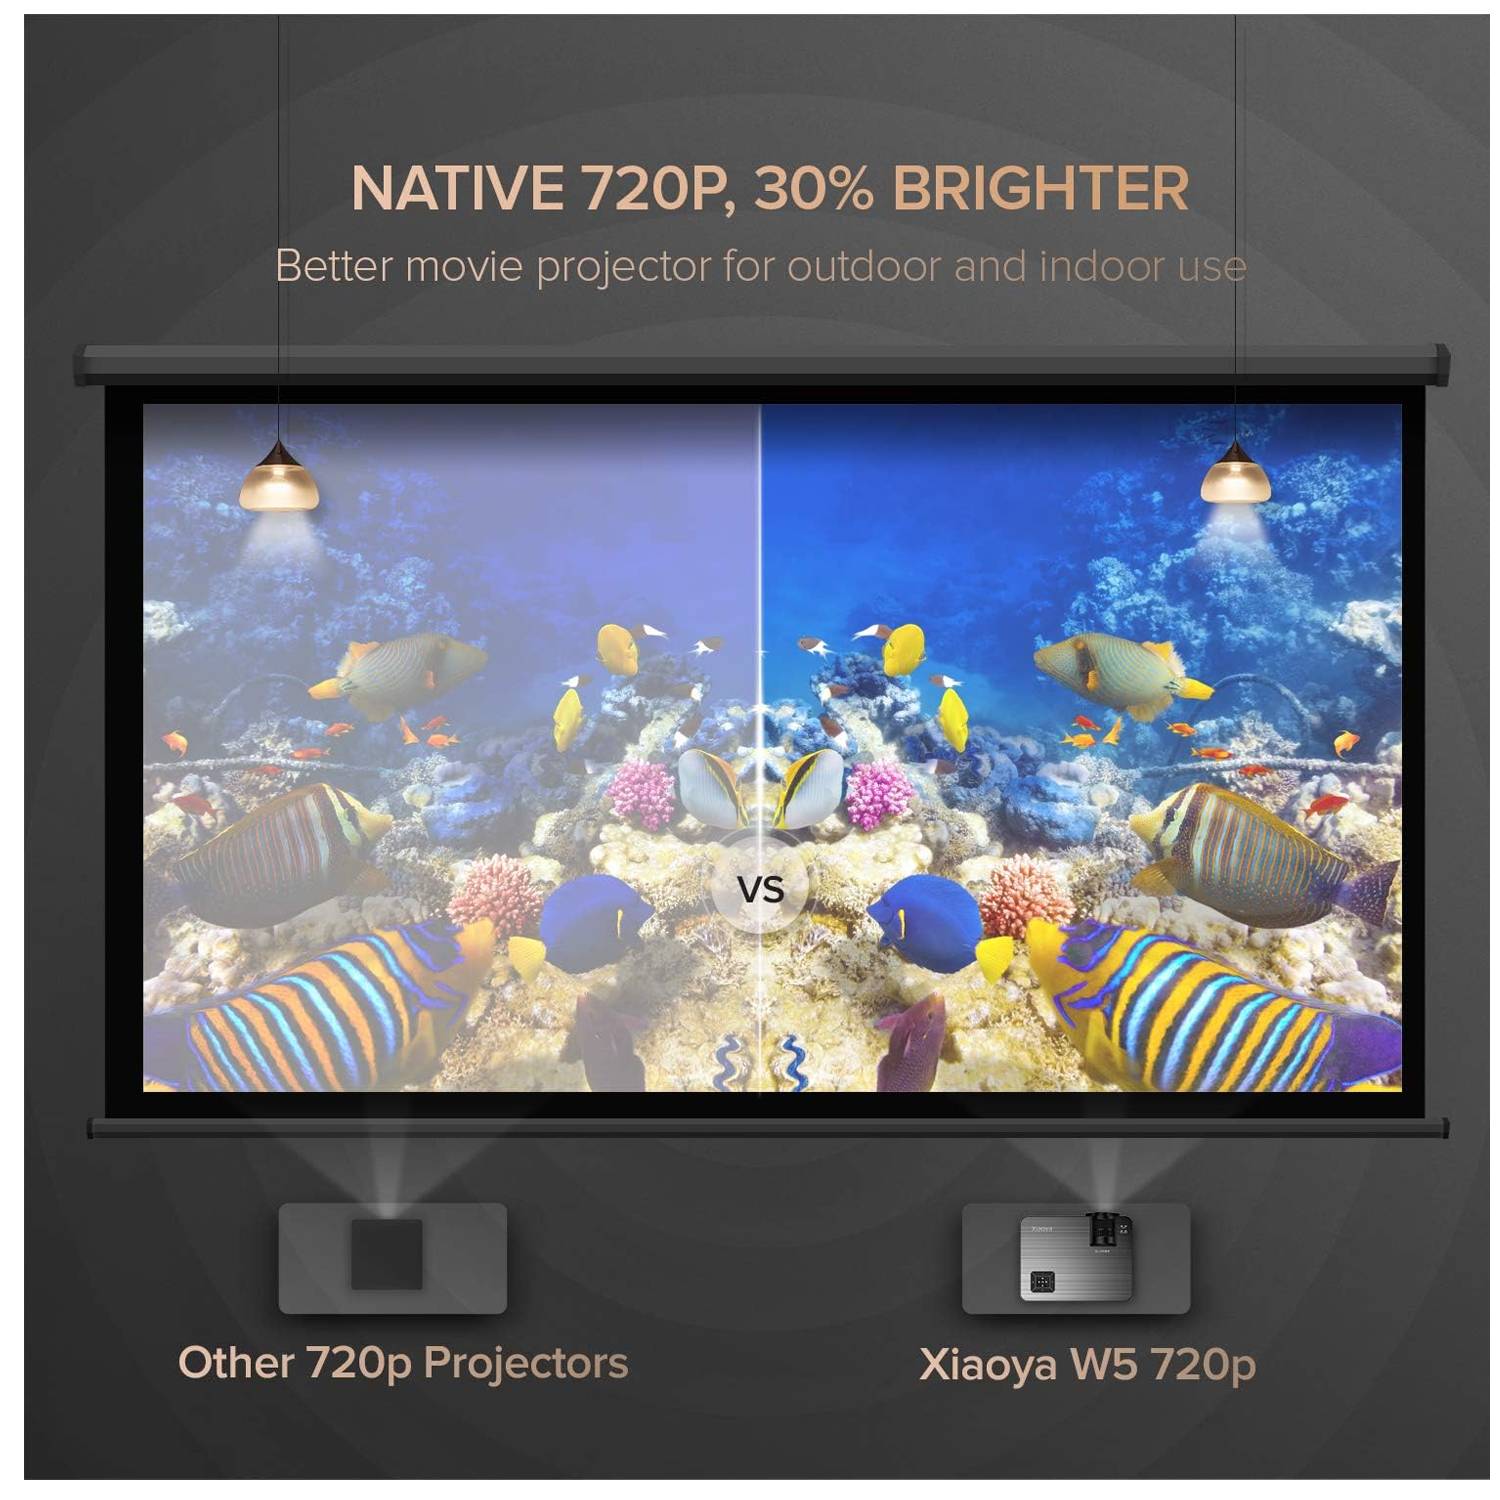 NATIVE 720P, 30% BRIGHTER
Better movie projector for outdoor and indoor use
VS
Other 720p Projectors
Xiaoya W5 720p